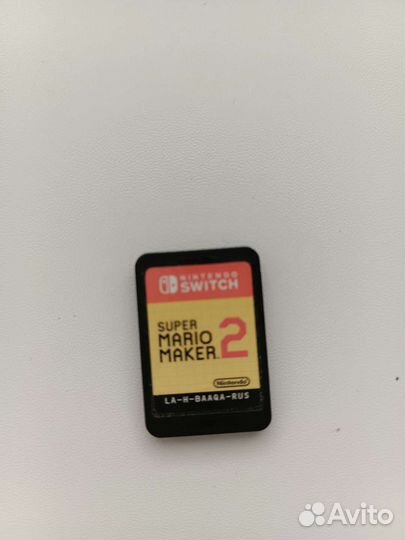 NINTENDO
SWITCH
SUPER
MARIO
MAKER 2
Nintendo
LA-H-BAAQA-RUS
Avito